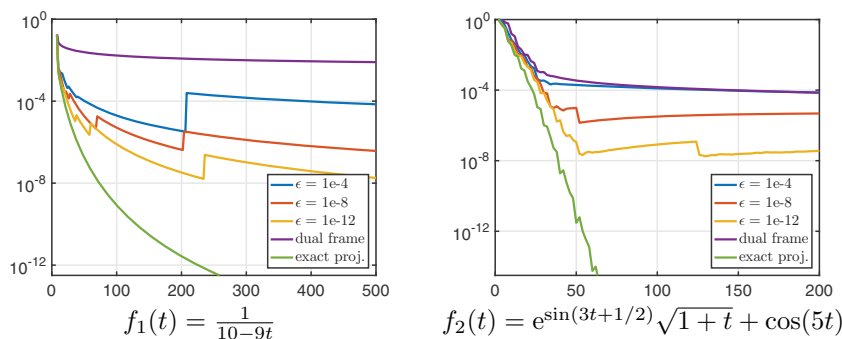 10^0
10^-4
10^-8
10^-12
0 100 200 300 400 500
ϵ = 1e-4
ϵ = 1e-8
ϵ = 1e-12
dual frame
exact proj.
f_1(t) = 1/(10−9t)
10^0
10^-4
10^-8
10^-12
0 50 100 150 200
ϵ = 1e-4
ϵ = 1e-8
ϵ = 1e-12
dual frame
exact proj.
f_2(t) = e^{sin(3t+1/2)}√(1 + t) + cos(5t)